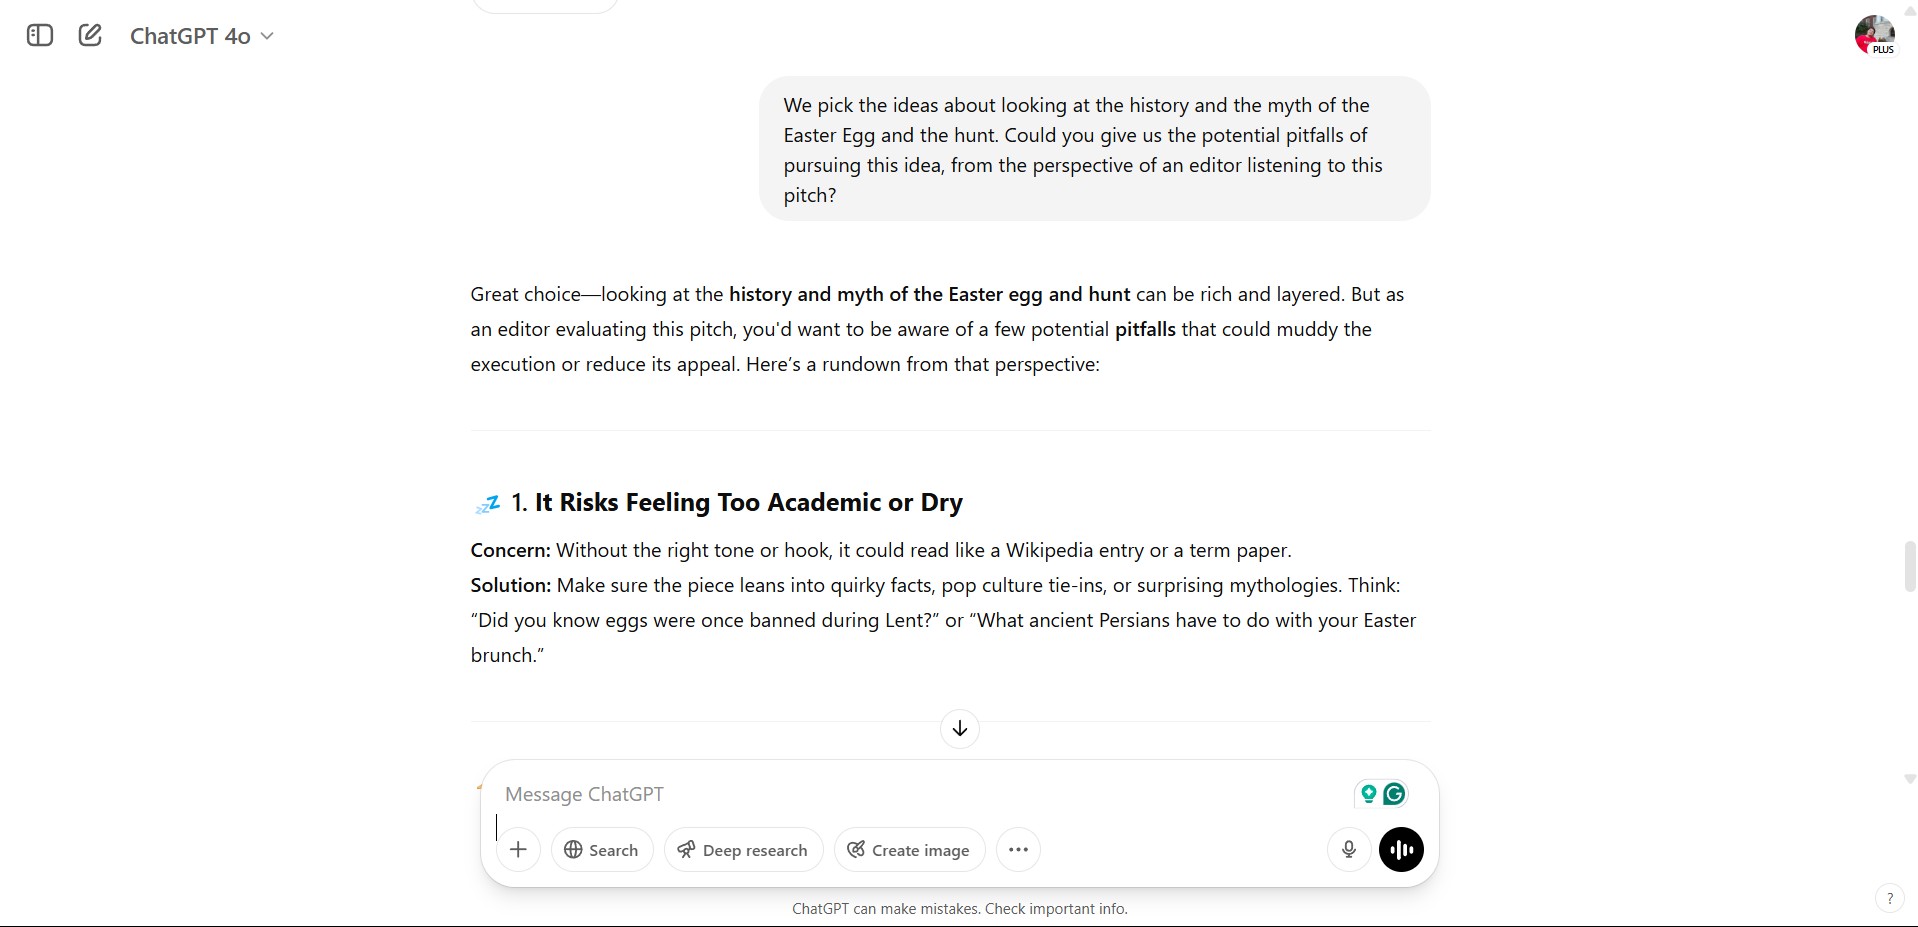 ChatGPT 4o
PLUS
We pick the ideas about looking at the history and the myth of the
Easter Egg and the hunt. Could you give us the potential pitfalls of
pursuing this idea, from the perspective of an editor listening to this
pitch?
Great choice—looking at the history and myth of the Easter egg and hunt can be rich and layered. But as
an editor evaluating this pitch, you'd want to be aware of a few potential pitfalls that could muddy the
execution or reduce its appeal. Here’s a rundown from that perspective:
💤 1. It Risks Feeling Too Academic or Dry
Concern: Without the right tone or hook, it could read like a Wikipedia entry or a term paper.
Solution: Make sure the piece leans into quirky facts, pop culture tie-ins, or surprising mythologies. Think:
“Did you know eggs were once banned during Lent?” or “What ancient Persians have to do with your Easter
brunch.”
Message ChatGPT
Search
Deep research
Create image
ChatGPT can make mistakes. Check important info.
?